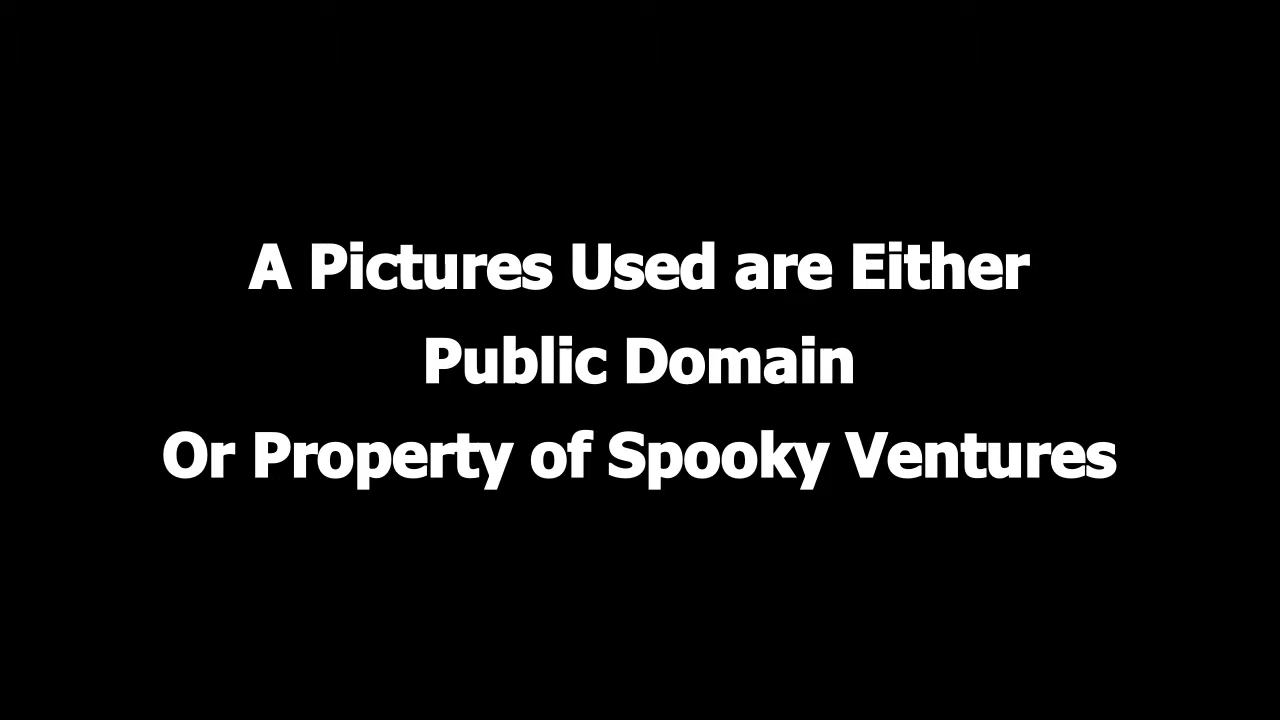 A Pictures Used are Either
Public Domain
Or Property of Spooky Ventures